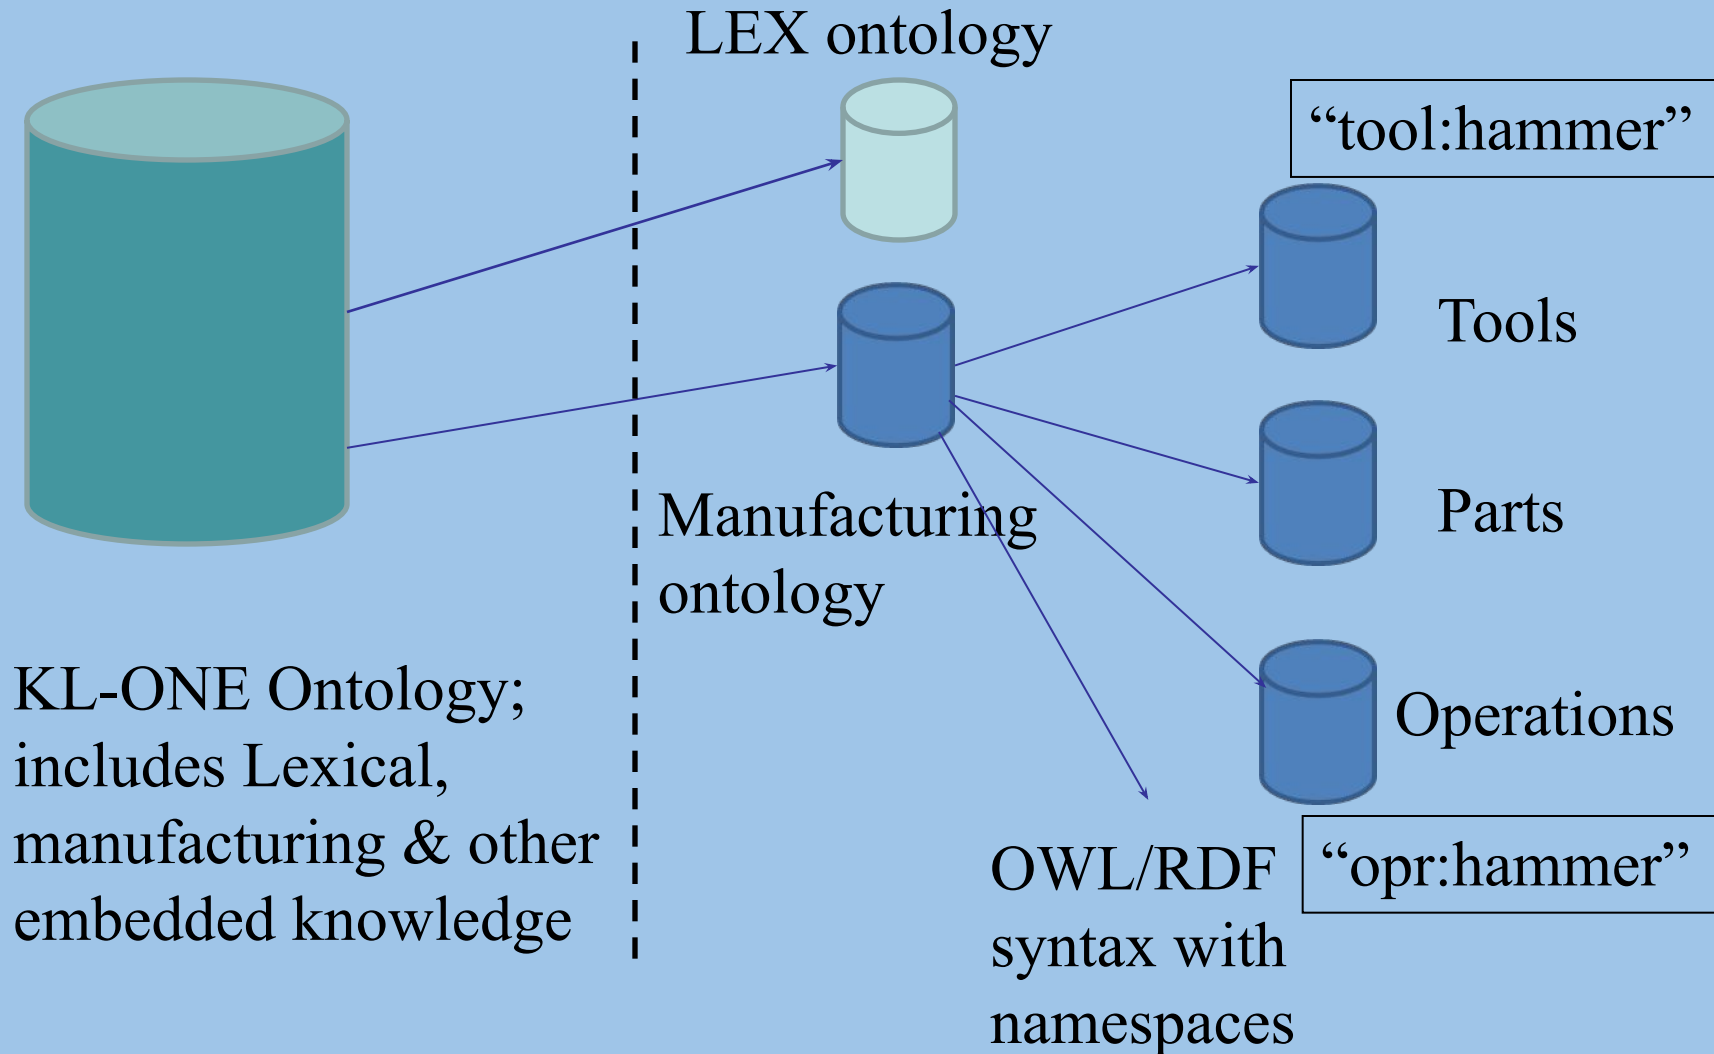 LEX ontology
“tool:hammer”
Tools
Manufacturing
ontology
Parts
KL-ONE Ontology;
includes Lexical,
manufacturing & other
embedded knowledge
Operations
OWL/RDF
syntax with
namespaces
“opr:hammer”